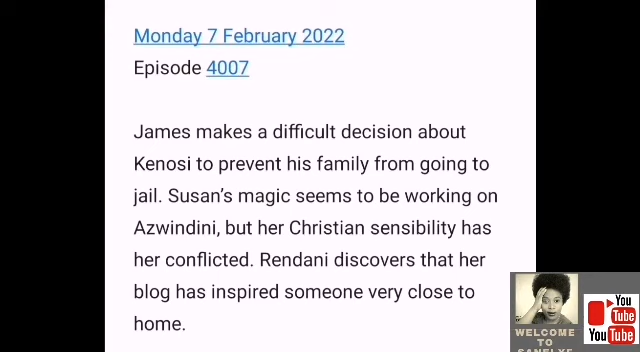 Monday 7 February 2022
Episode 4007
James makes a difficult decision about
Kenosi to prevent his family from going to
jail. Susan’s magic seems to be working on
Azwindini, but her Christian sensibility has
her conflicted. Rendani discovers that her
blog has inspired someone very close to
home.
WELCOME
TO
You
Tube
YouTube